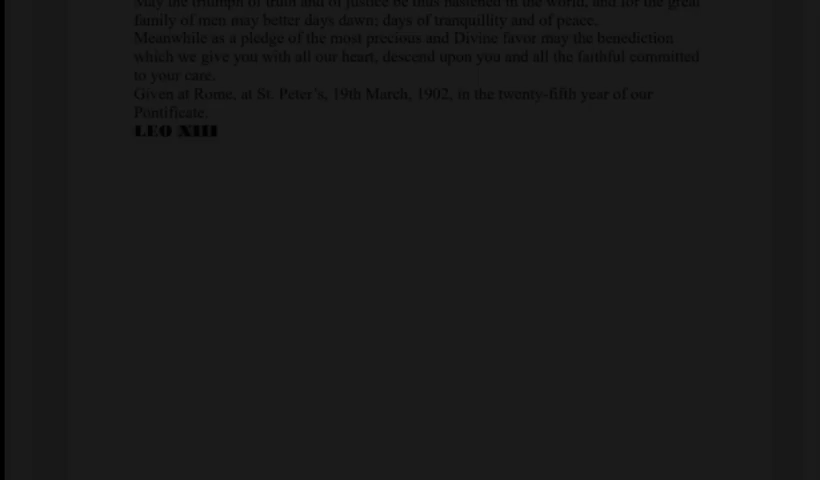 May the triumph of truth and of justice be thus hastened in the world, and for the great
family of men may better days dawn; days of tranquillity and of peace.
Meanwhile as a pledge of the most precious and Divine favor may the benediction
which we give you with all our heart, descend upon you and all the faithful committed
to your care.
Given at Rome, at St. Peter's, 19th March, 1902, in the twenty-fifth year of our
Pontificate.
LEO XIII